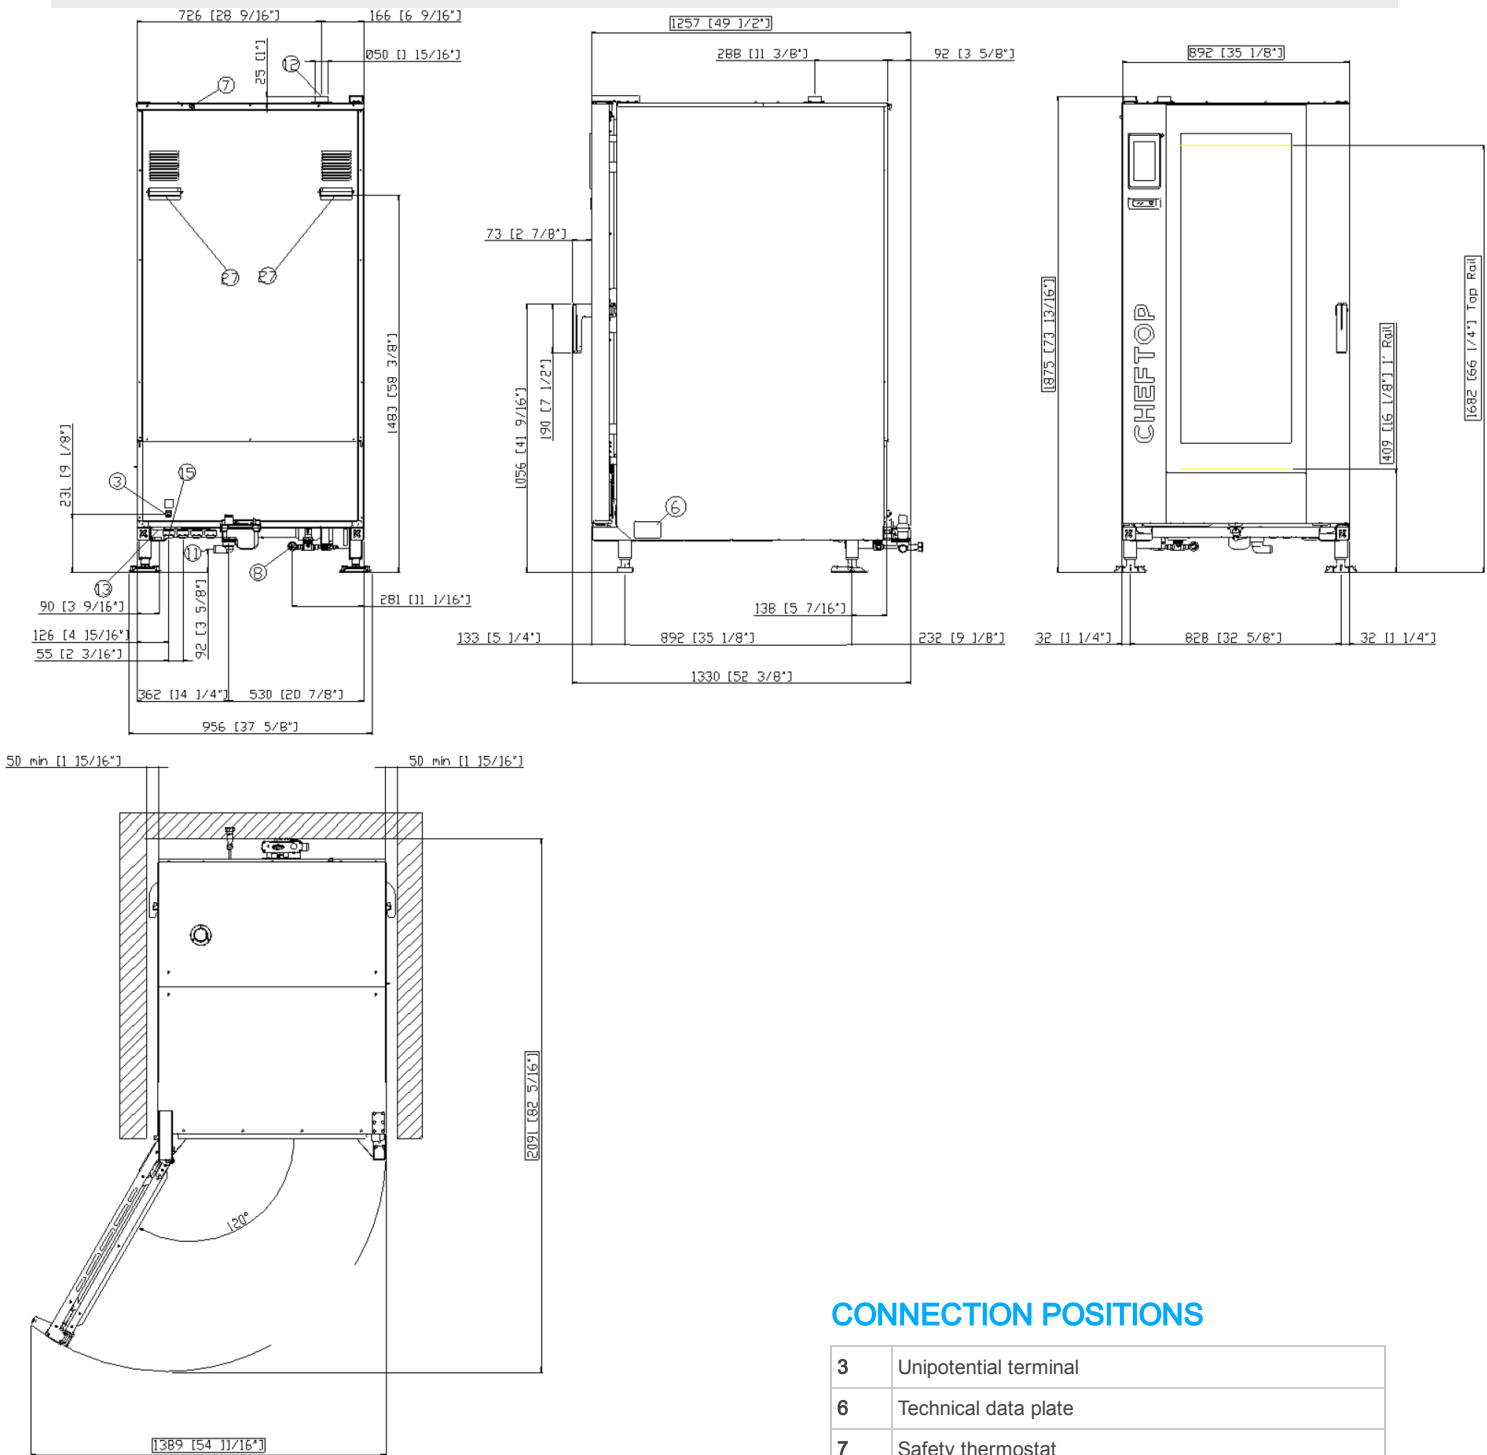 726 [28 9/16"]
166 [6 9/16"]
25 [1"]
Ø50 [1 15/16"]
12
7
27
27
1483 [58 3/8"]
231 [9 1/8"]
3
15
11
8
13
90 [3 9/16"]
126 [4 15/16"]
55 [2 3/16"]
92 [3 5/8"]
281 [11 1/16"]
362 [14 1/4"]
530 [20 7/8"]
956 [37 5/8"]
1257 [49 1/2"]
288 [11 3/8"]
92 [3 5/8"]
73 [2 7/8"]
190 [7 1/2"]
1056 [41 9/16"]
6
138 [5 7/16"]
133 [5 1/4"]
892 [35 1/8"]
232 [9 1/8"]
1330 [52 3/8"]
892 [35 1/8"]
1875 [73 13/16"]
CHEFTOP
409 [16 1/8"] 1' Rail
1682 [66 1/4"] Top Rail
32 [1 1/4"]
828 [32 5/8"]
32 [1 1/4"]
50 min [1 15/16"]
50 min [1 15/16"]
2091 [82 5/16"]
120°
1389 [54 11/16"]
CONNECTION POSITIONS
3 Unipotential terminal
6 Technical data plate
7 Safety thermostat